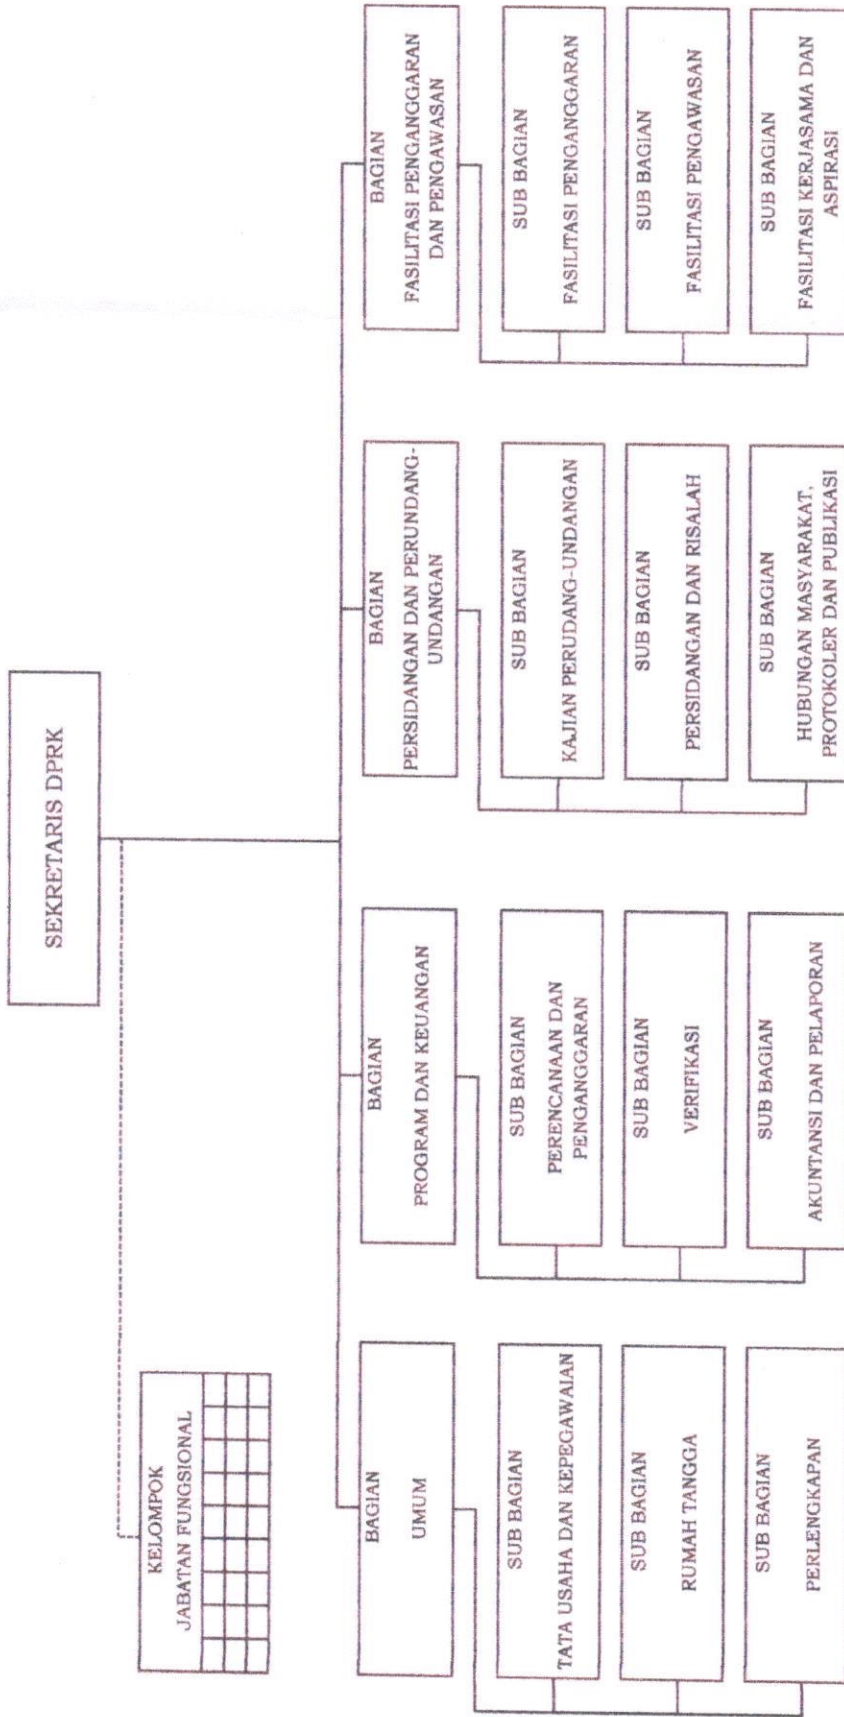 SEKRETARIS DPRK
KELOMPOK
JABATAN FUNGSIONAL
BAGIAN
UMUM
SUB BAGIAN
TATA USAHA DAN KEPEGAWAIAN
SUB BAGIAN
RUMAH TANGGA
SUB BAGIAN
PERLENGKAPAN
BAGIAN
PROGRAM DAN KEUANGAN
SUB BAGIAN
PERENCANAAN DAN
PENGANGGARAN
SUB BAGIAN
VERIFIKASI
SUB BAGIAN
AKUNTANSI DAN PELAPORAN
BAGIAN
PERSIDANGAN DAN PERUNDANG-
UNDANGAN
SUB BAGIAN
KAJIAN PERUDANG-UNDANGAN
SUB BAGIAN
PERSIDANGAN DAN RISALAH
SUB BAGIAN
HUBUNGAN MASYARAKAT,
PROTOKOLER DAN PUBLIKASI
BAGIAN
FASILITASI PENGANGGARAN
DAN PENGAWASAN
SUB BAGIAN
FASILITASI PENGANGGARAN
SUB BAGIAN
FASILITASI PENGAWASAN
SUB BAGIAN
FASILITASI KERJASAMA DAN
ASPIRASI